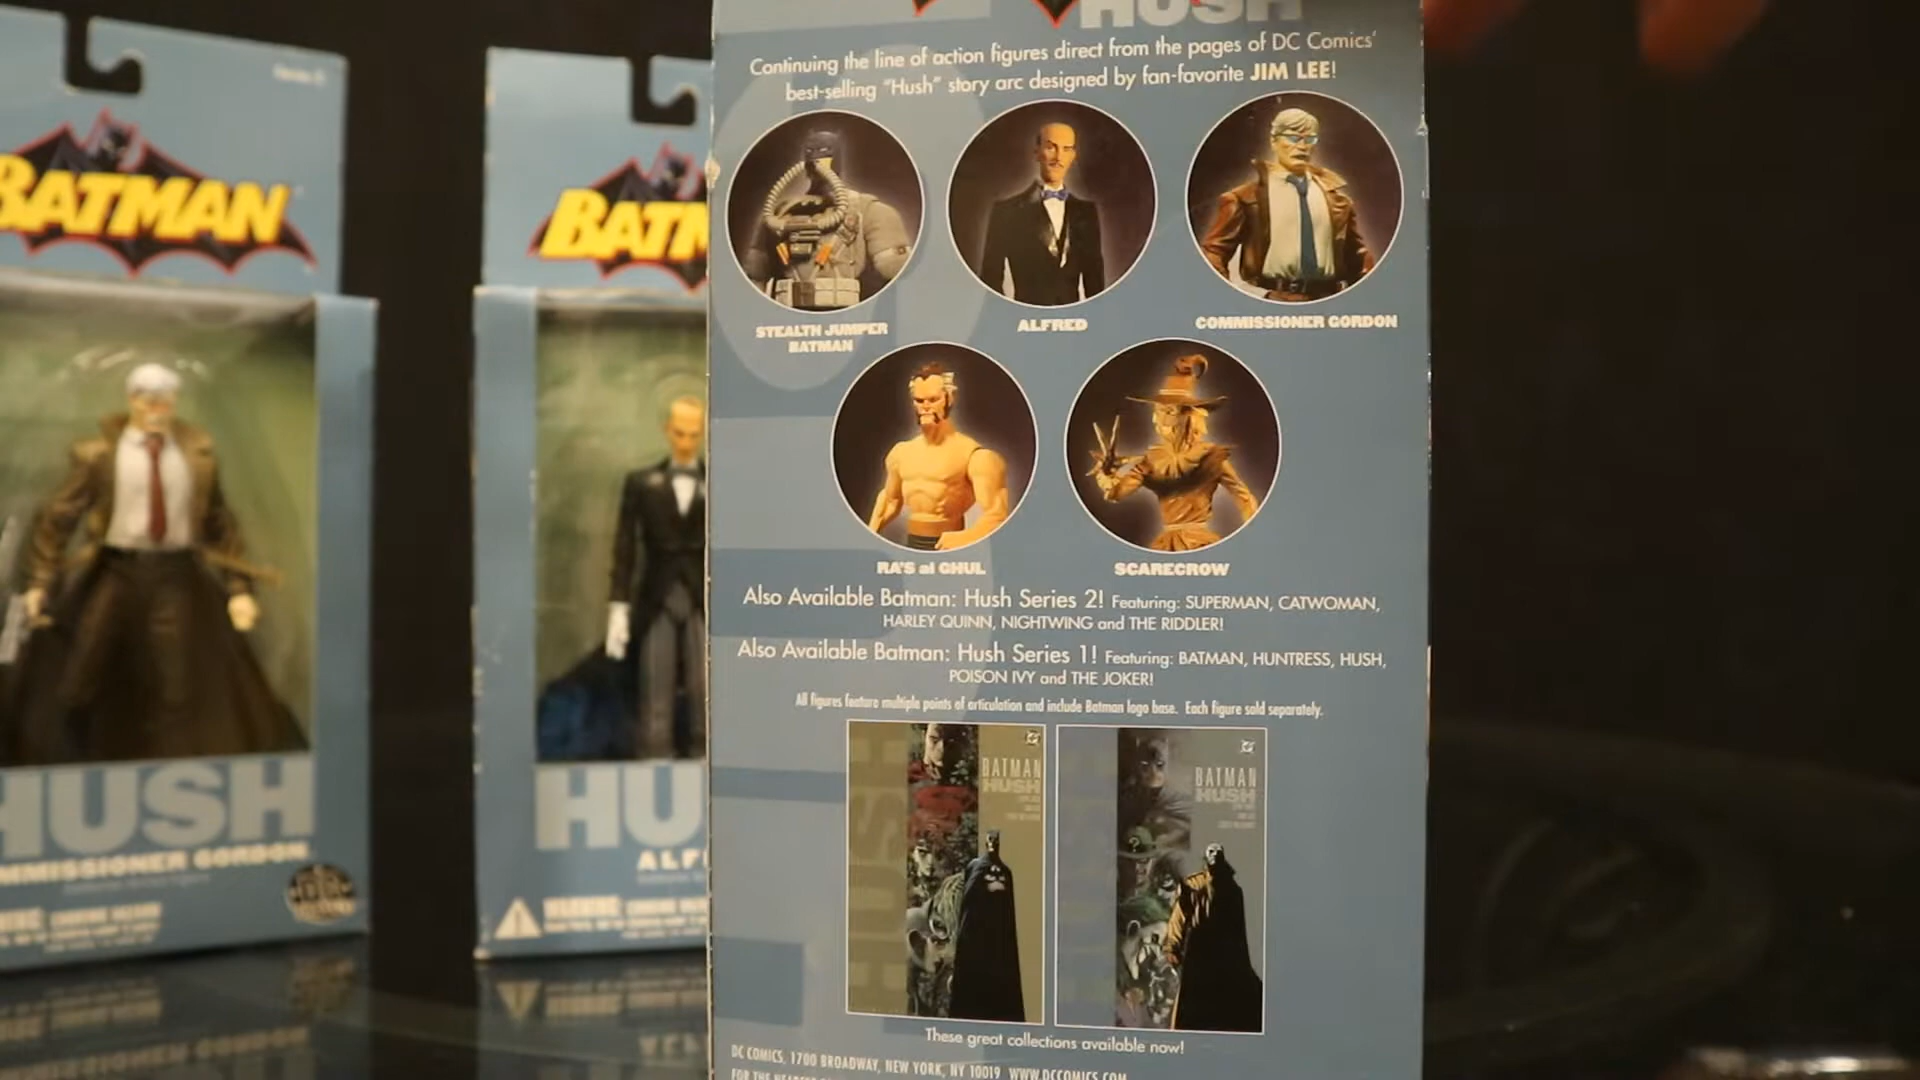 HUSH
Continuing the line of action figures direct from the pages of DC Comics'
best-selling "Hush" story arc designed by fan-favorite JIM LEE!
STEALTH JUMPER
BATMAN
ALFRED
COMMISSIONER GORDON
RA'S al GHUL
SCARECROW
Also Available Batman: Hush Series 2! Featuring: SUPERMAN, CATWOMAN,
HARLEY QUINN, NIGHTWING and THE RIDDLER!
Also Available Batman: Hush Series 1! Featuring: BATMAN, HUNTRESS, HUSH,
POISON IVY and THE JOKER!
All figures feature multiple points of articulation and include Batman logo base. Each figure sold separately.
BATMAN
HUSH
BATMAN
HUSH
These great collections available now!
DC COMICS, 1700 BROADWAY, NEW YORK, NY 10019 WWW.DCCOMICS.COM
FOR THE
BATMAN
HUSH
MMISSIONER GORDON
BATM
HU
ALF
WARNING: